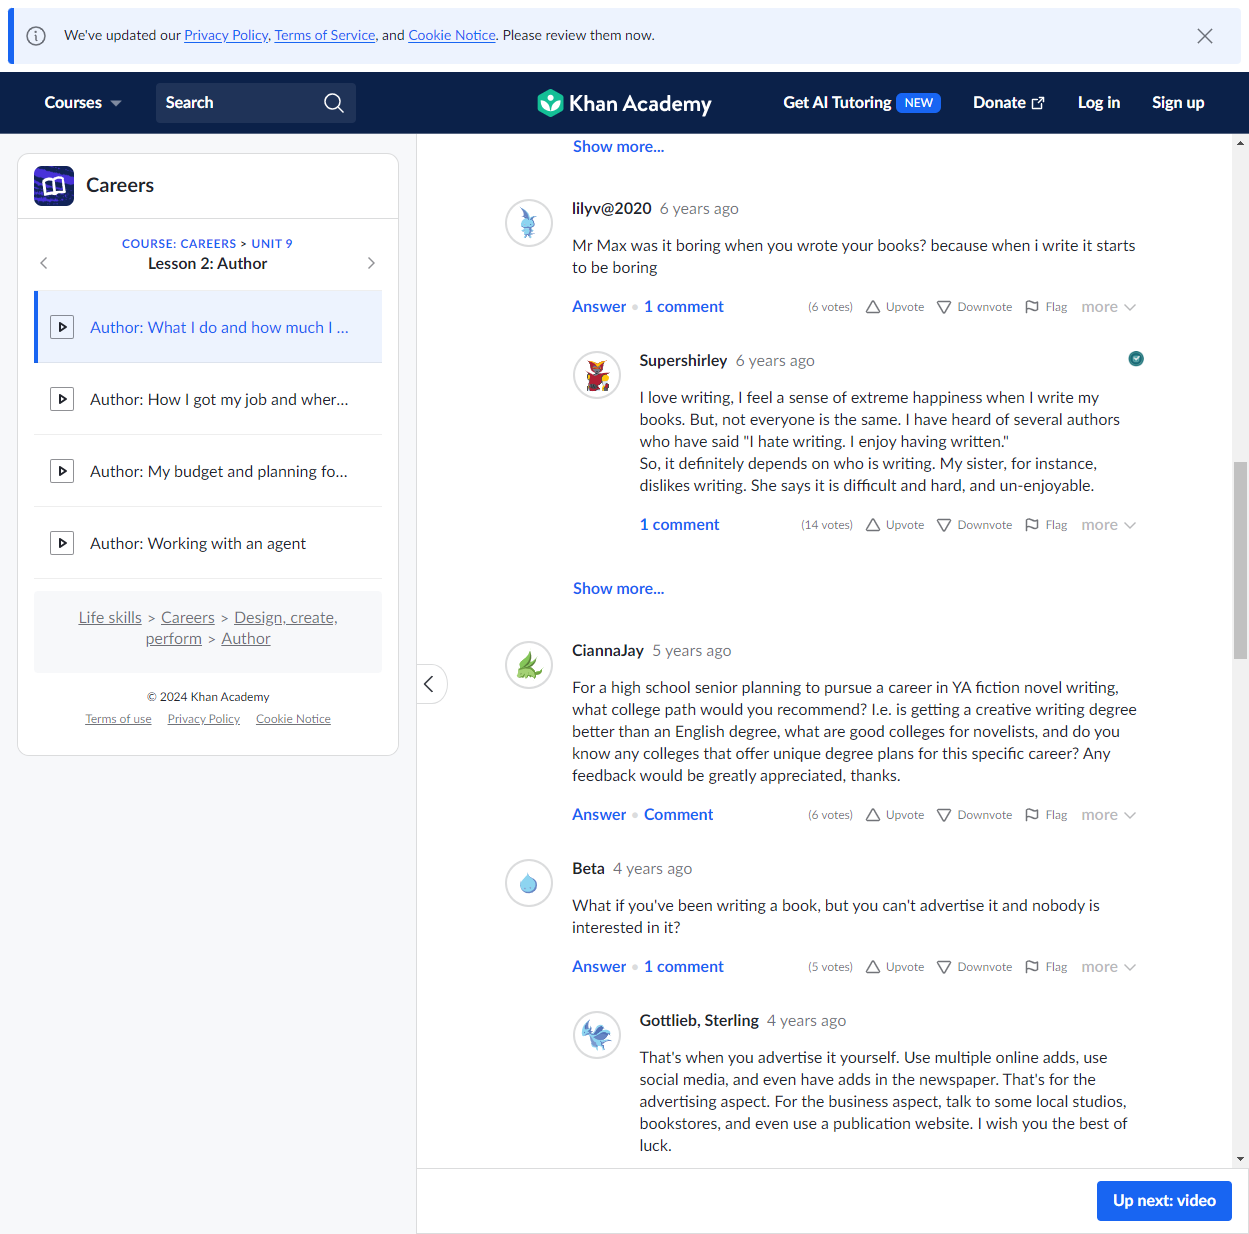 We've updated our Privacy Policy, Terms of Service, and Cookie Notice. Please review them now.
Courses
Search
Khan Academy
Get AI Tutoring NEW
Donate
Log in
Sign up
Careers
COURSE: CAREERS > UNIT 9
Lesson 2: Author
Author: What I do and how much I ...
Author: How I got my job and wher...
Author: My budget and planning fo...
Author: Working with an agent
Life skills > Careers > Design, create,
perform > Author
© 2024 Khan Academy
Terms of use Privacy Policy Cookie Notice
Show more...
lilyv@2020 6 years ago
Mr Max was it boring when you wrote your books? because when i write it starts
to be boring
Answer • 1 comment (6 votes) Upvote Downvote Flag more
Supershirley 6 years ago
I love writing, I feel a sense of extreme happiness when I write my
books. But, not everyone is the same. I have heard of several authors
who have said "I hate writing. I enjoy having written."
So, it definitely depends on who is writing. My sister, for instance,
dislikes writing. She says it is difficult and hard, and un-enjoyable.
1 comment (14 votes) Upvote Downvote Flag more
Show more...
CiannaJay 5 years ago
For a high school senior planning to pursue a career in YA fiction novel writing,
what college path would you recommend? I.e. is getting a creative writing degree
better than an English degree, what are good colleges for novelists, and do you
know any colleges that offer unique degree plans for this specific career? Any
feedback would be greatly appreciated, thanks.
Answer • Comment (6 votes) Upvote Downvote Flag more
Beta 4 years ago
What if you've been writing a book, but you can't advertise it and nobody is
interested in it?
Answer • 1 comment (5 votes) Upvote Downvote Flag more
Gottlieb, Sterling 4 years ago
That's when you advertise it yourself. Use multiple online adds, use
social media, and even have adds in the newspaper. That's for the
advertising aspect. For the business aspect, talk to some local studios,
bookstores, and even use a publication website. I wish you the best of
luck.
Up next: video